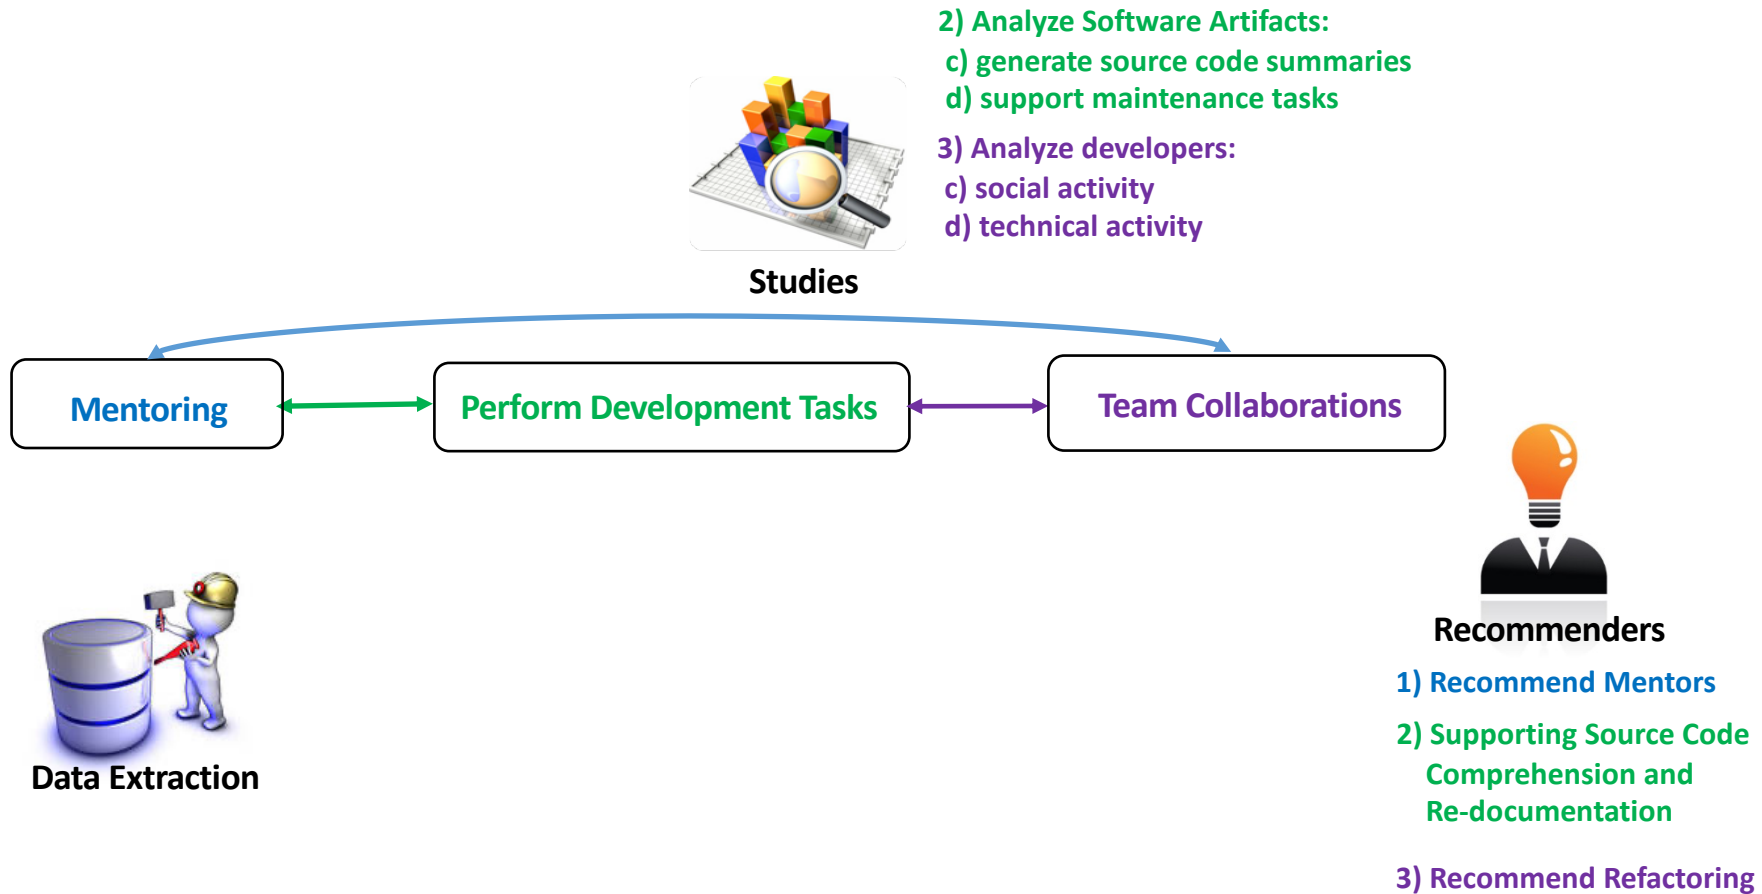 2) Analyze Software Artifacts:
c) generate source code summaries
d) support maintenance tasks
3) Analyze developers:
c) social activity
d) technical activity
Studies
Mentoring
Perform Development Tasks
Team Collaborations
Data Extraction
Recommenders
1) Recommend Mentors
2) Supporting Source Code
Comprehension and
Re-documentation
3) Recommend Refactoring